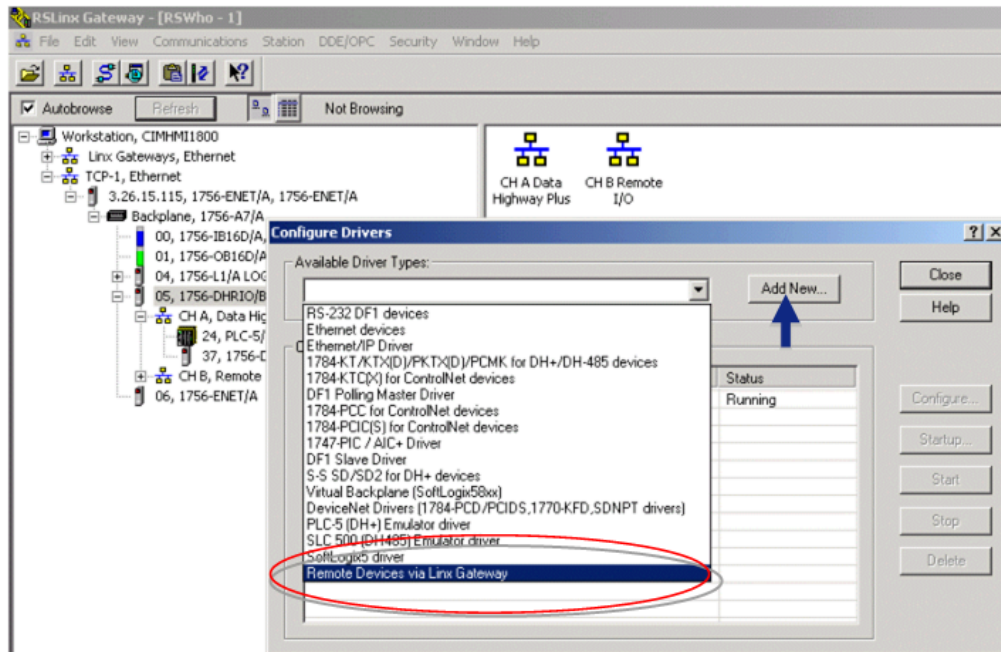 RSLinx Gateway - [RSWho - 1]
File Edit View Communications Station DDE/OPC Security Window Help
Autobrowse Refresh Not Browsing
Workstation, CIMHMI1800
Linx Gateways, Ethernet
TCP-1, Ethernet
3.26.15.115, 1756-ENET/A, 1756-ENET/A
Backplane, 1756-A7/A
00, 1756-IB16D/A,
01, 1756-OB16D/A
04, 1756-L1/A LOG
05, 1756-DHRIO/B
CH A, Data Hig
24, PLC-5/
37, 1756-D
CH B, Remote
06, 1756-ENET/A
CH A Data
Highway Plus
CH B Remote
I/O
Configure Drivers
Available Driver Types:
Add New...
Close
Help
RS-232 DF1 devices
Ethernet devices
Ethernet/IP Driver
1784-KT/KTX(D)/PKTX(D)/PCMK for DH+/DH-485 devices
1784-KTC(X) for ControlNet devices
DF1 Polling Master Driver
1784-PCC for ControlNet devices
1784-PCIC(S) for ControlNet devices
1747-PIC / AIC+ Driver
DF1 Slave Driver
S-S SD/SD2 for DH+ devices
Virtual Backplane (SoftLogix58xx)
DeviceNet Drivers (1784-PCD/PCIDS,1770-KFD,SDNPT drivers)
PLC-5 (DH+) Emulator driver
SLC 500 (DH485) Emulator driver
SoftLogix5 driver
Remote Devices via Linx Gateway
Status
Running
Configure...
Startup...
Start
Stop
Delete